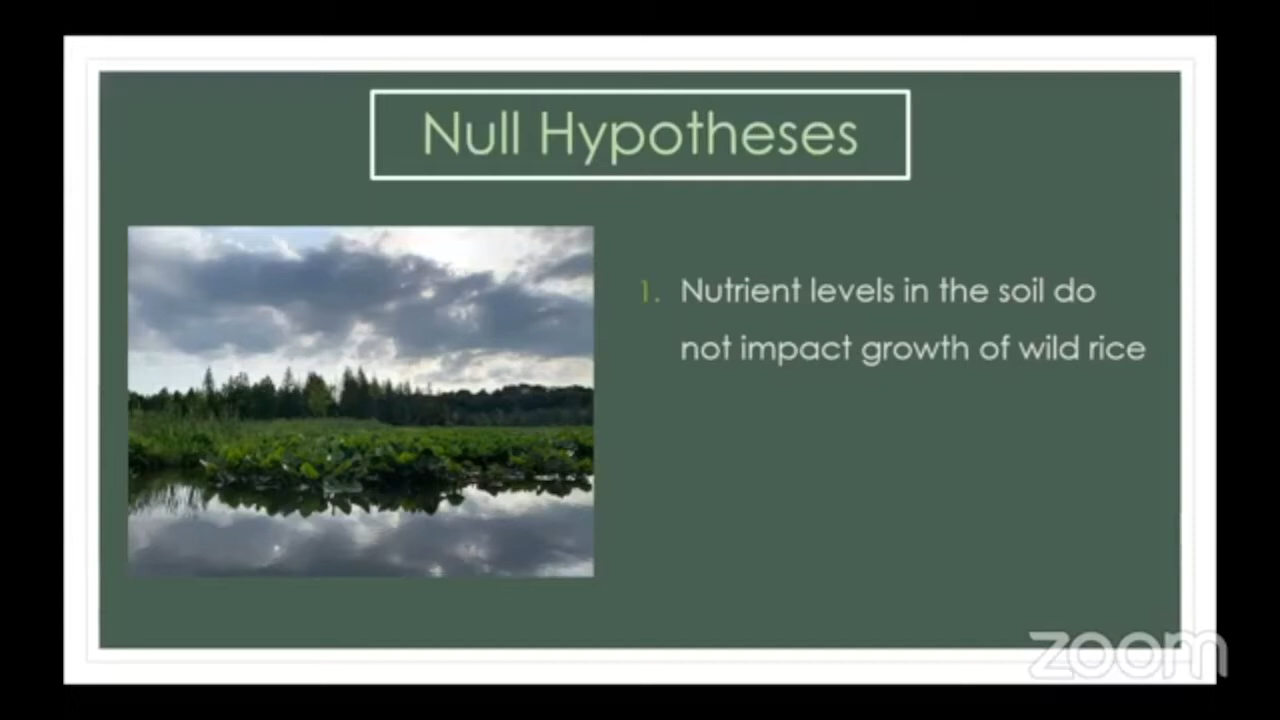 Null Hypotheses
1. Nutrient levels in the soil do
not impact growth of wild rice
zoom